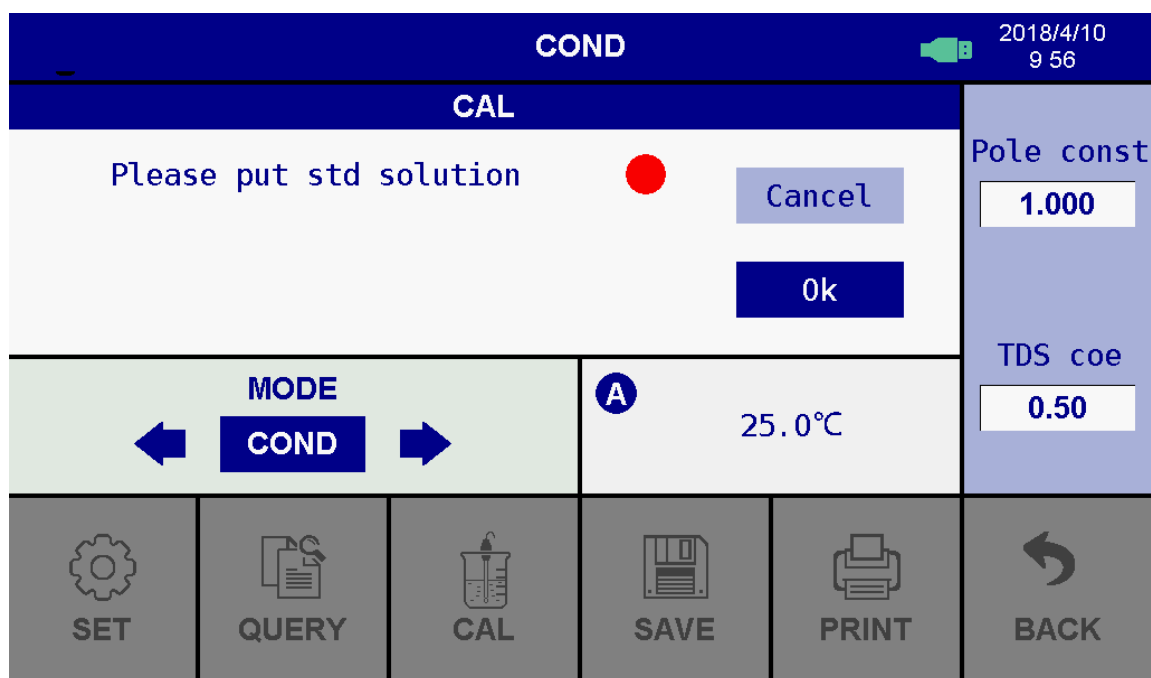 COND
2018/4/10
9 56
CAL
Please put std solution
Cancel
Ok
Pole const
1.000
TDS coe
0.50
MODE
COND
A
25.0℃
SET
QUERY
CAL
SAVE
PRINT
BACK